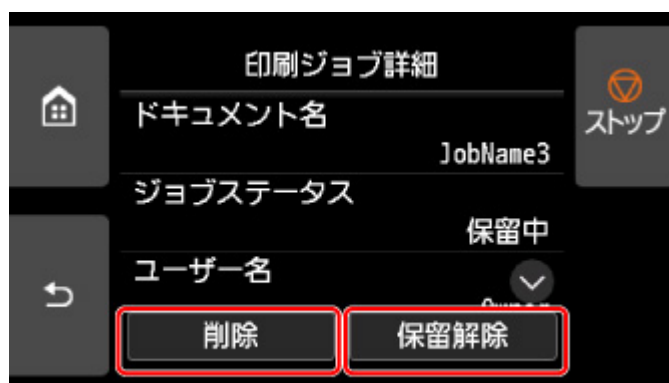 印刷ジョブ詳細
ドキュメント名
JobName3
ストップ
ジョブステータス
保留中
ユーザー名
削除
保留解除